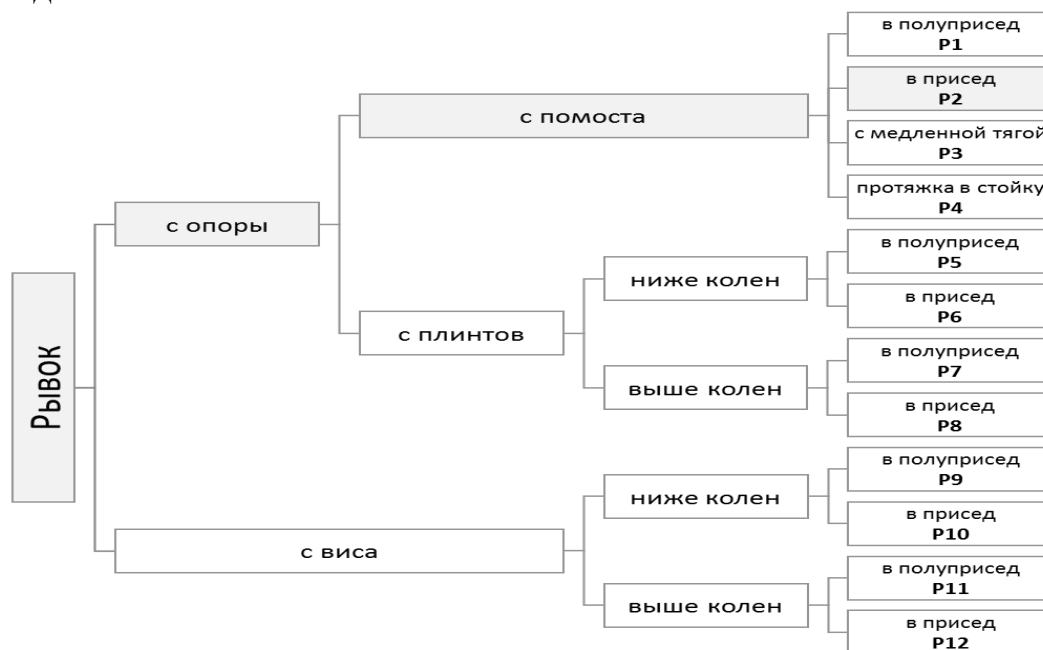 в полуприсед
Р1
в присед
Р2
с помоста
с медленной тягой
Р3
протяжка в стойку
Р4
с опоры
в полуприсед
Р5
ниже колен
в присед
Р6
с плинтов
в полуприсед
Р7
выше колен
в присед
Р8
Рывок
в полуприсед
Р9
ниже колен
в присед
Р10
с виса
в полуприсед
Р11
выше колен
в присед
Р12